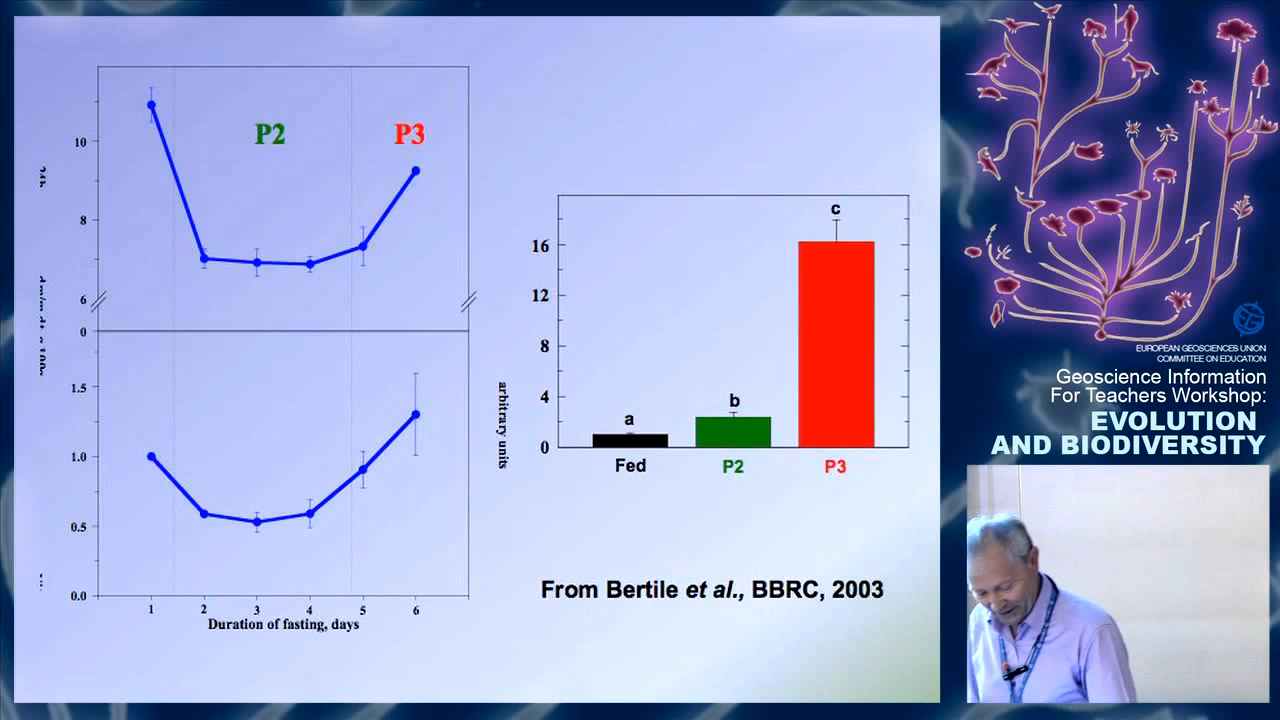 10
8
6
0
1.5
1.0
0.5
0.0
P2
P3
1
2
3
4
5
6
Duration of fasting, days
16
12
8
4
0
arbitrary units
a
b
c
Fed
P2
P3
From Bertile et al., BBRC, 2003
EUROPEAN GEOSCIENCES UNION
COMMITTEE ON EDUCATION
Geoscience Information
For Teachers Workshop:
EVOLUTION
AND BIODIVERSITY